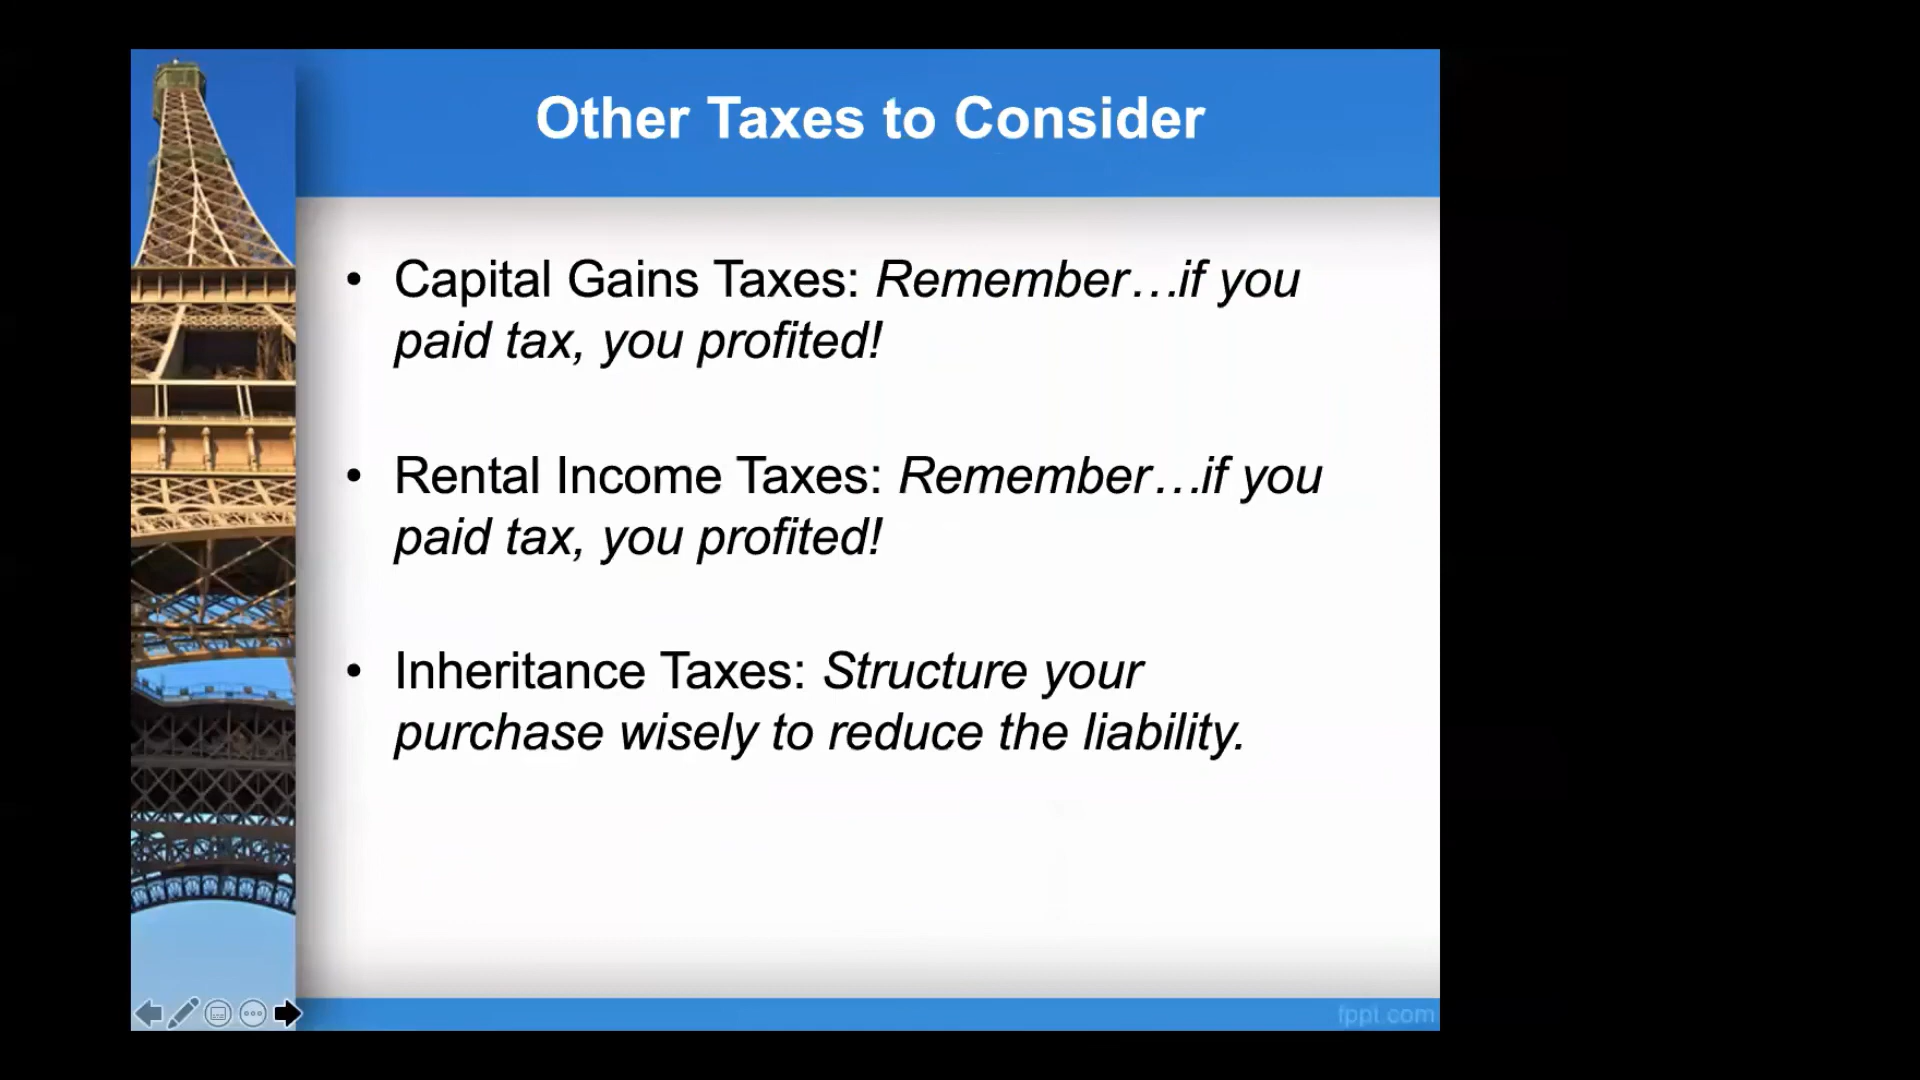 Other Taxes to Consider
• Capital Gains Taxes: Remember…if you
paid tax, you profited!
• Rental Income Taxes: Remember…if you
paid tax, you profited!
• Inheritance Taxes: Structure your
purchase wisely to reduce the liability.
fppt.com